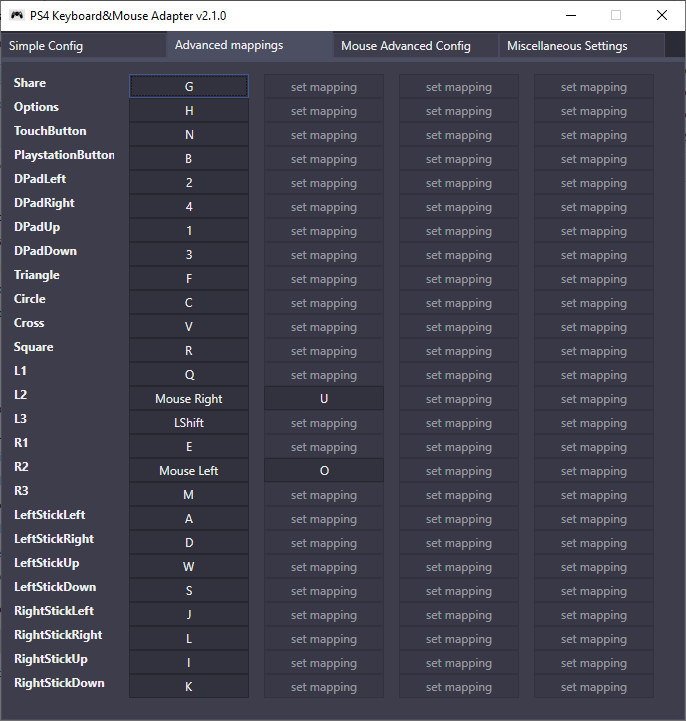 PS4 Keyboard&Mouse Adapter v2.1.0
Simple Config Advanced mappings Mouse Advanced Config Miscellaneous Settings
Share G set mapping set mapping set mapping
Options H set mapping set mapping set mapping
TouchButton N set mapping set mapping set mapping
PlaystationButton B set mapping set mapping set mapping
DPadLeft 2 set mapping set mapping set mapping
DPadRight 4 set mapping set mapping set mapping
DPadUp 1 set mapping set mapping set mapping
DPadDown 3 set mapping set mapping set mapping
Triangle F set mapping set mapping set mapping
Circle C set mapping set mapping set mapping
Cross V set mapping set mapping set mapping
Square R set mapping set mapping set mapping
L1 Q set mapping set mapping set mapping
L2 Mouse Right U set mapping set mapping
L3 LShift set mapping set mapping set mapping
R1 E set mapping set mapping set mapping
R2 Mouse Left O set mapping set mapping
R3 M set mapping set mapping set mapping
LeftStickLeft A set mapping set mapping set mapping
LeftStickRight D set mapping set mapping set mapping
LeftStickUp W set mapping set mapping set mapping
LeftStickDown S set mapping set mapping set mapping
RightStickLeft J set mapping set mapping set mapping
RightStickRight L set mapping set mapping set mapping
RightStickUp I set mapping set mapping set mapping
RightStickDown K set mapping set mapping set mapping